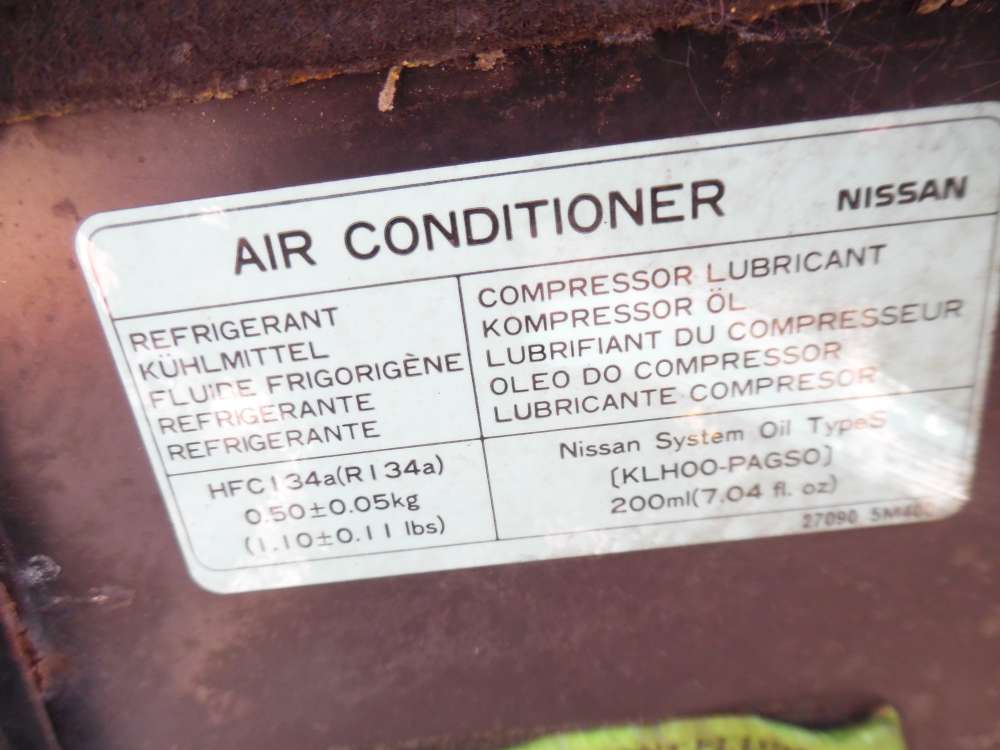 AIR CONDITIONER NISSAN
REFRIGERANT
KÜHLMITTEL
FLUIDE FRIGORIGÈNE
REFRIGERANTE
REFRIGERANTE
COMPRESSOR LUBRICANT
KOMPRESSOR ÖL
LUBRIFIANT DU COMPRESSEUR
OLEO DO COMPRESSOR
LUBRICANTE COMPRESOR
HFC134a(R134a)
0.50±0.05kg
(1.10±0.11 lbs)
Nissan System Oil TypeS
[KLH00-PAGS0]
200ml(7.04 fl. oz)
27090